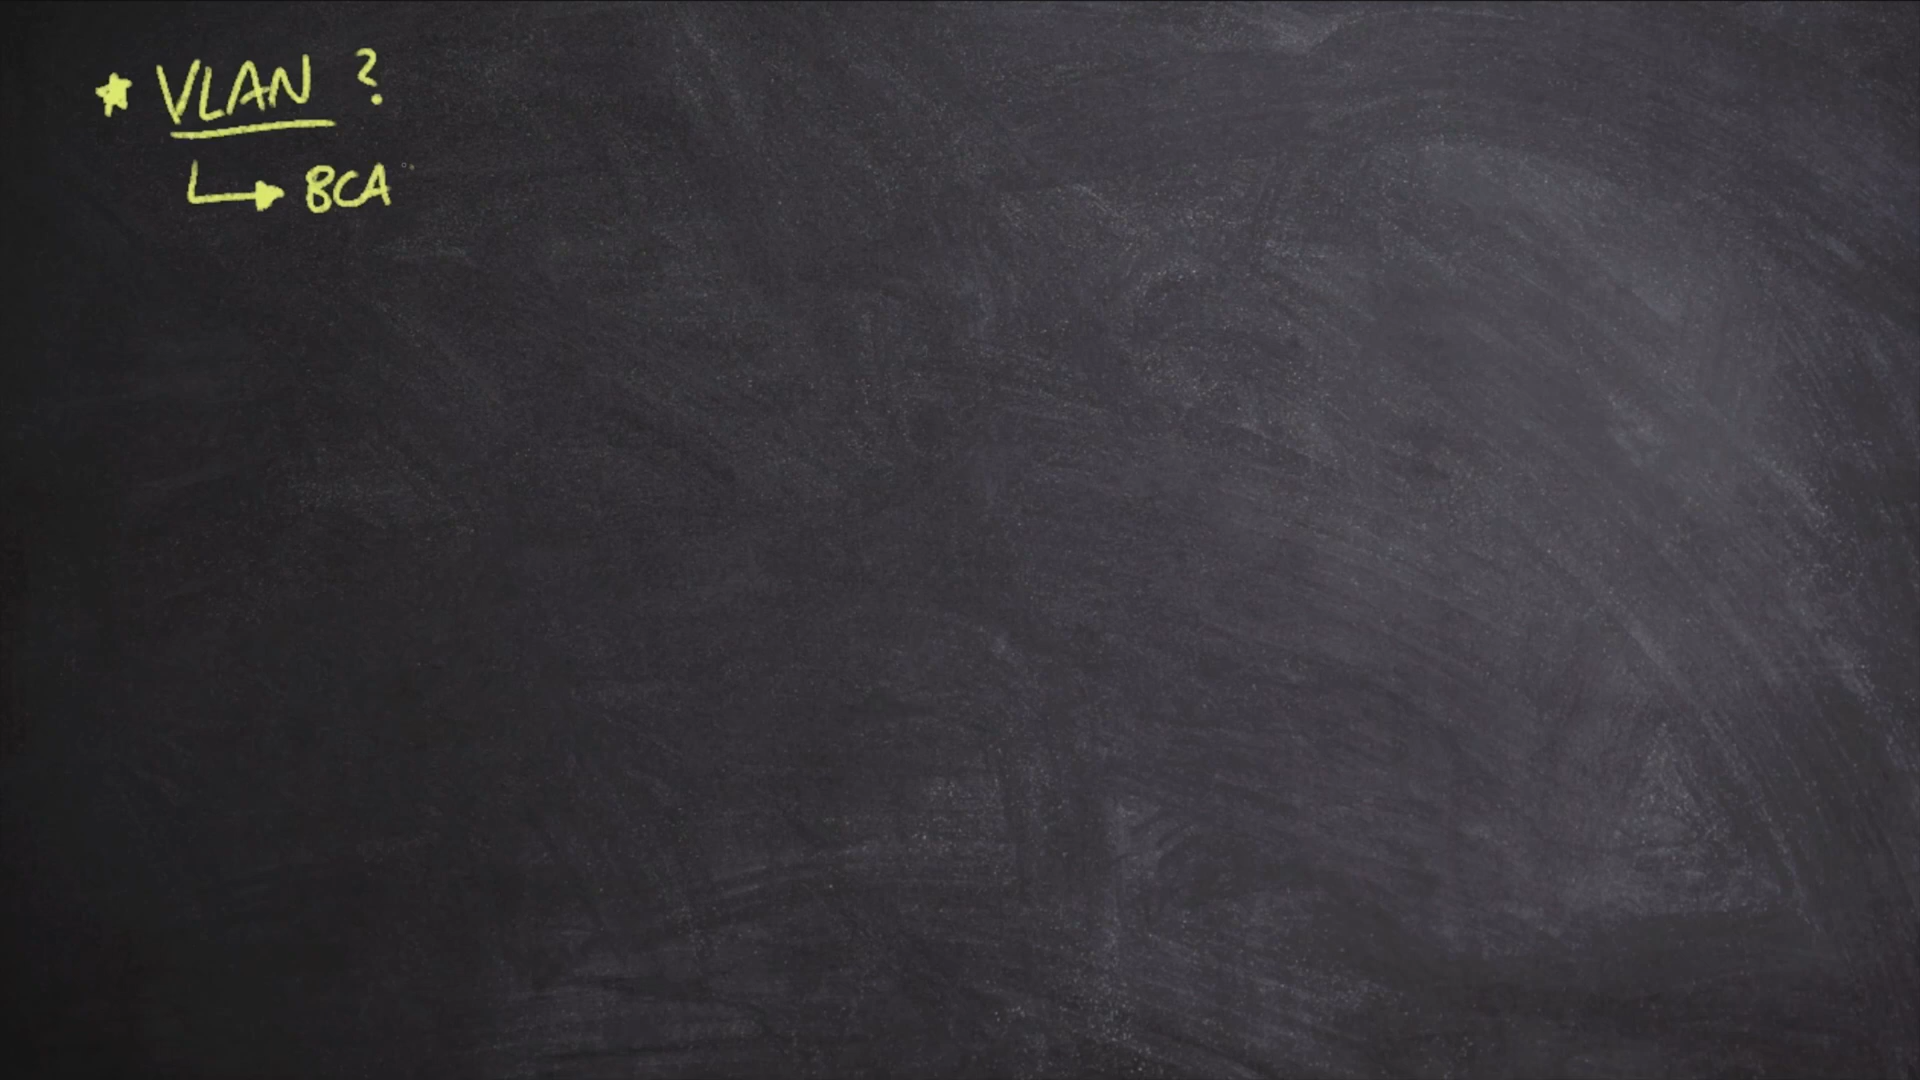 ★ VLAN ?
↳ BCA